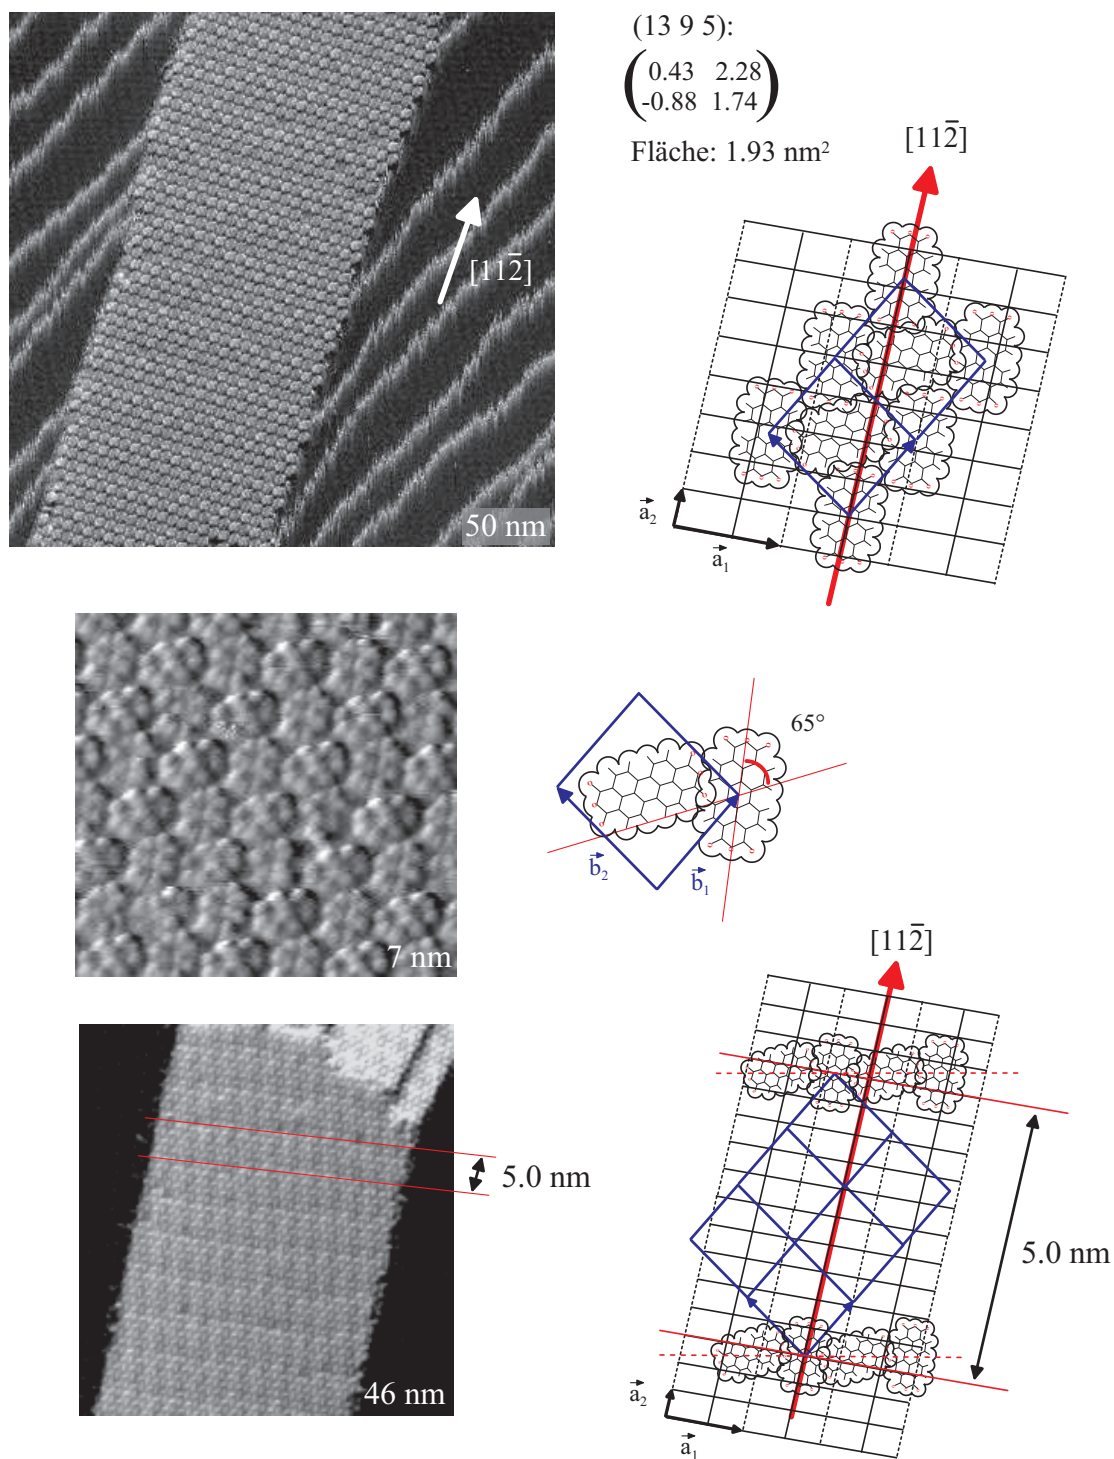 (13 9 5):
0.43 2.28
-0.88 1.74
Fläche: 1.93 nm²
[112̅]
[112̅]
50 nm
a⃗₂
a⃗₁
65°
b⃗₂
b⃗₁
7 nm
[112̅]
5.0 nm
5.0 nm
46 nm
a⃗₂
a⃗₁